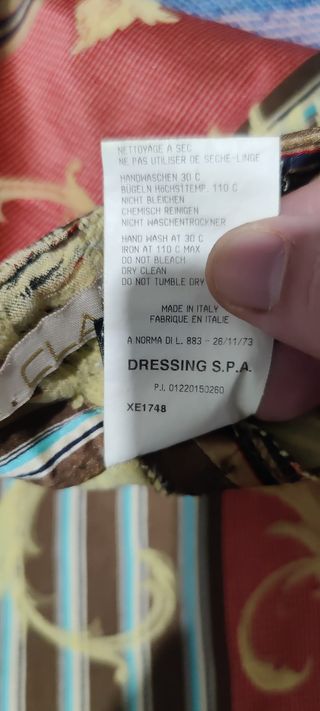 NETTOYAGE A SEC
NE PAS UTILISER DE SECHE-LINGE
HANDWASCHEN 30 C
BÜGELN HÖCHSTTEMP. 110 C
NICHT BLEICHEN
CHEMISCH REINIGEN
NICHT WASCHENTROCKNER
HAND WASH AT 30 C
IRON AT 110 C MAX
DO NOT BLEACH
DRY CLEAN
DO NOT TUMBLE DRY
MADE IN ITALY
FABRIQUE EN ITALIE
A NORMA DI L. 883 - 26/11/73
DRESSING S.P.A.
P.I. 01220150260
XE1748
CLA